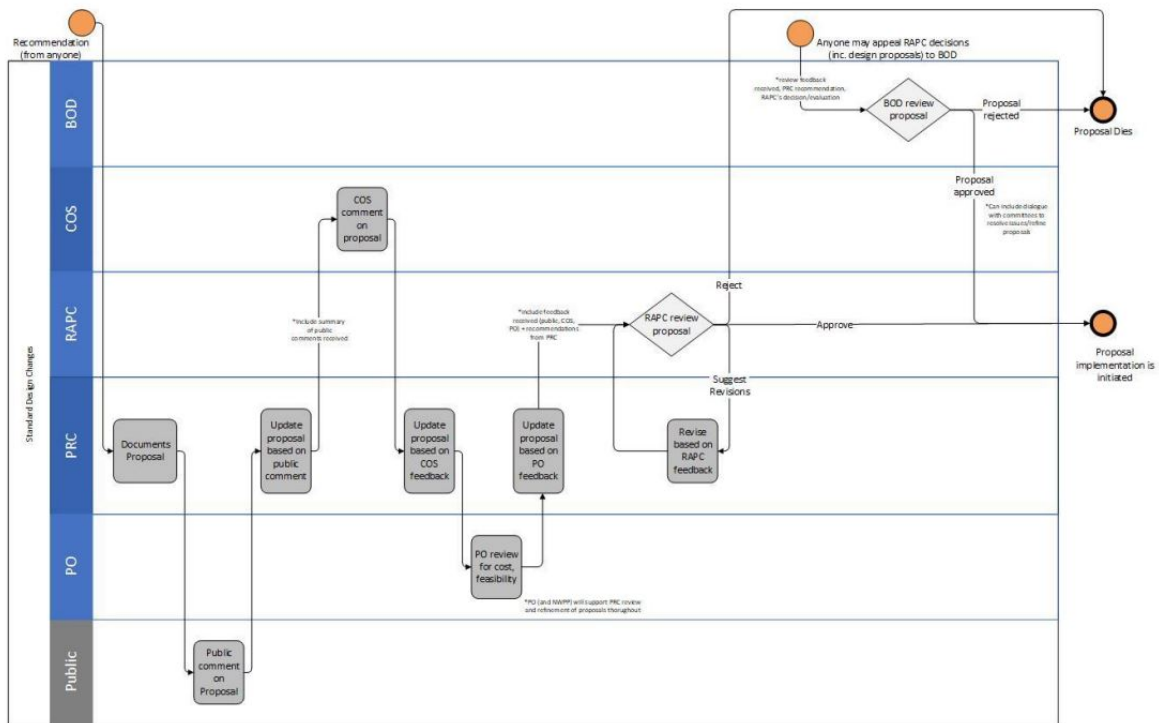 Recommendation
(from anyone)
Anyone may appeal RAPC decisions
(inc. design proposals) to BOD
Standard Design Changes
BOD
*review feedback
received, PRC recommendation,
RAPC's decision/evaluation
BOD review
proposal
Proposal
rejected
Proposal Dies
COS
COS
comment
on
proposal
Proposal
approved
*Can include dialogue
with committees to
resolve issues/refine
proposals
RAPC
*Include summary
of public
comments received
*Include feedback
received (public, COS,
PO) + recommendations
from PRC
RAPC review
proposal
Reject
Approve
Suggest
Revisions
Proposal
implementation is
initiated
PRC
Documents
Proposal
Update
proposal
based on
public
comment
Update
proposal
based on
COS
feedback
Update
proposal
based on
PO
feedback
Revise
based on
RAPC
feedback
PO
PO review
for cost,
feasibility
*PO (and NWPP) will support PRC review
and refinement of proposals thorughout
Public
Public
comment
on
Proposal